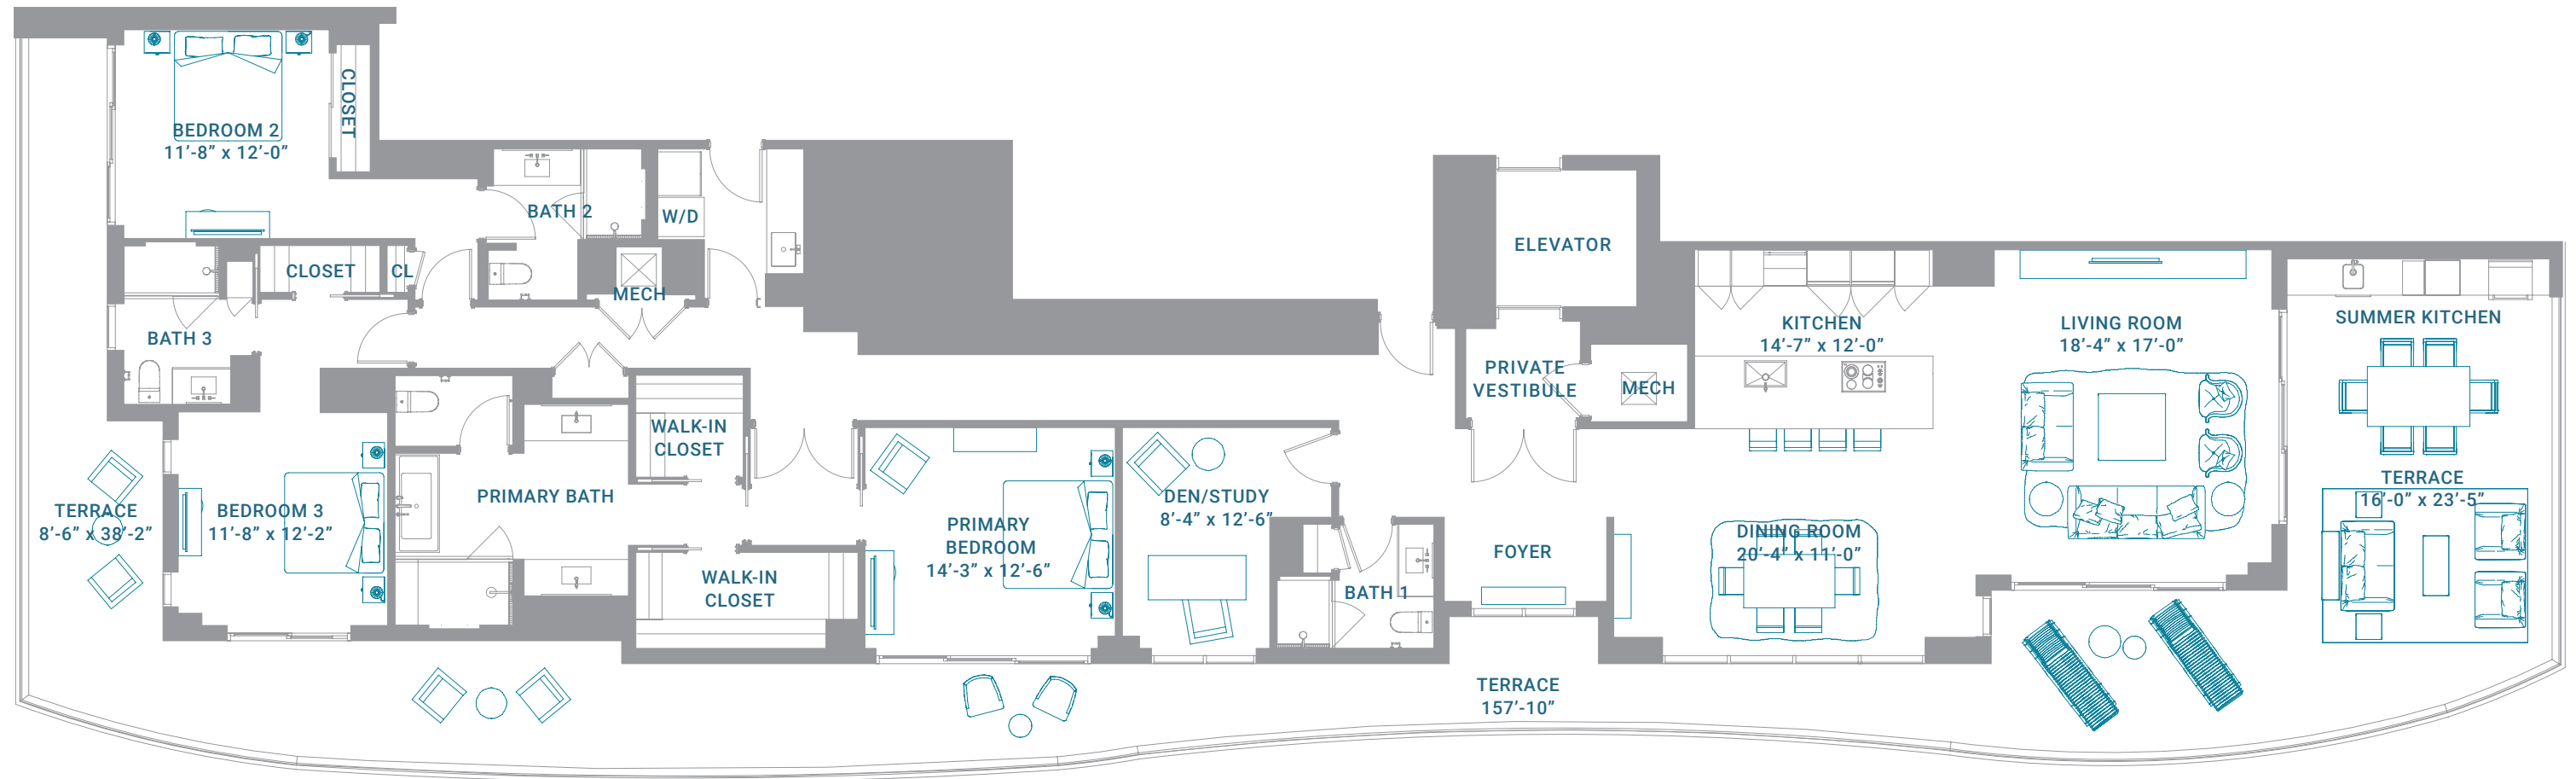 BEDROOM 2
11’-8” x 12’-0”
CLOSET
BATH 2
W/D
MECH
CLOSET
CL
BATH 3
TERRACE
8’-6” x 38’-2”
BEDROOM 3
11’-8” x 12’-2”
PRIMARY BATH
WALK-IN
CLOSET
WALK-IN
CLOSET
PRIMARY
BEDROOM
14’-3” x 12’-6”
DEN/STUDY
8’-4” x 12’-6”
BATH 1
FOYER
ELEVATOR
PRIVATE
VESTIBULE
MECH
KITCHEN
14’-7” x 12’-0”
DINING ROOM
20’-4” x 11’-0”
LIVING ROOM
18’-4” x 17’-0”
SUMMER KITCHEN
TERRACE
16’-0” x 23’-5”
TERRACE
157’-10”